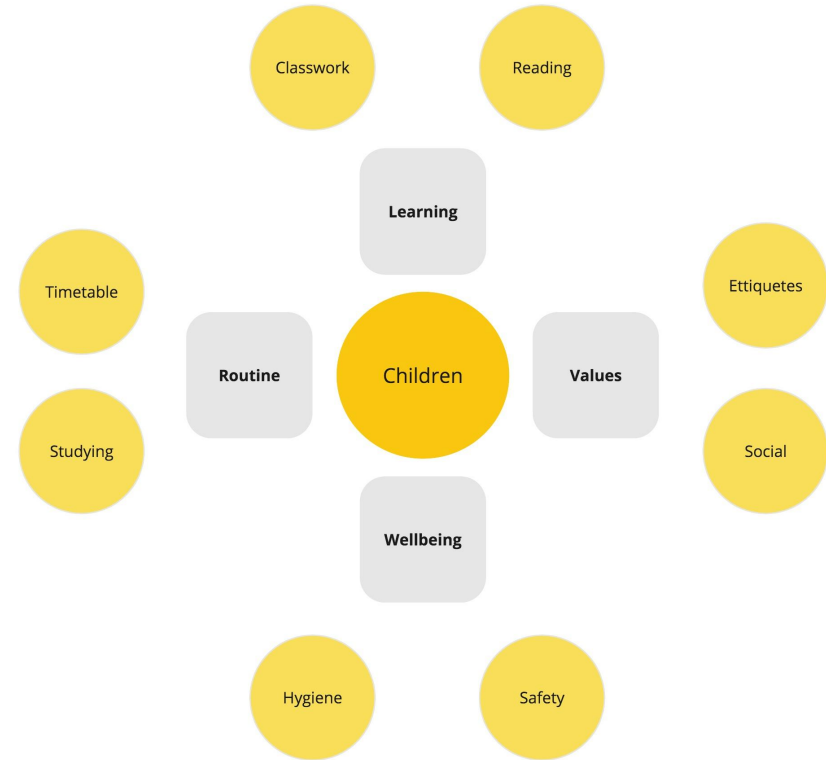 Classwork
Reading
Learning
Timetable
Ettiquetes
Routine
Children
Values
Studying
Social
Wellbeing
Hygiene
Safety